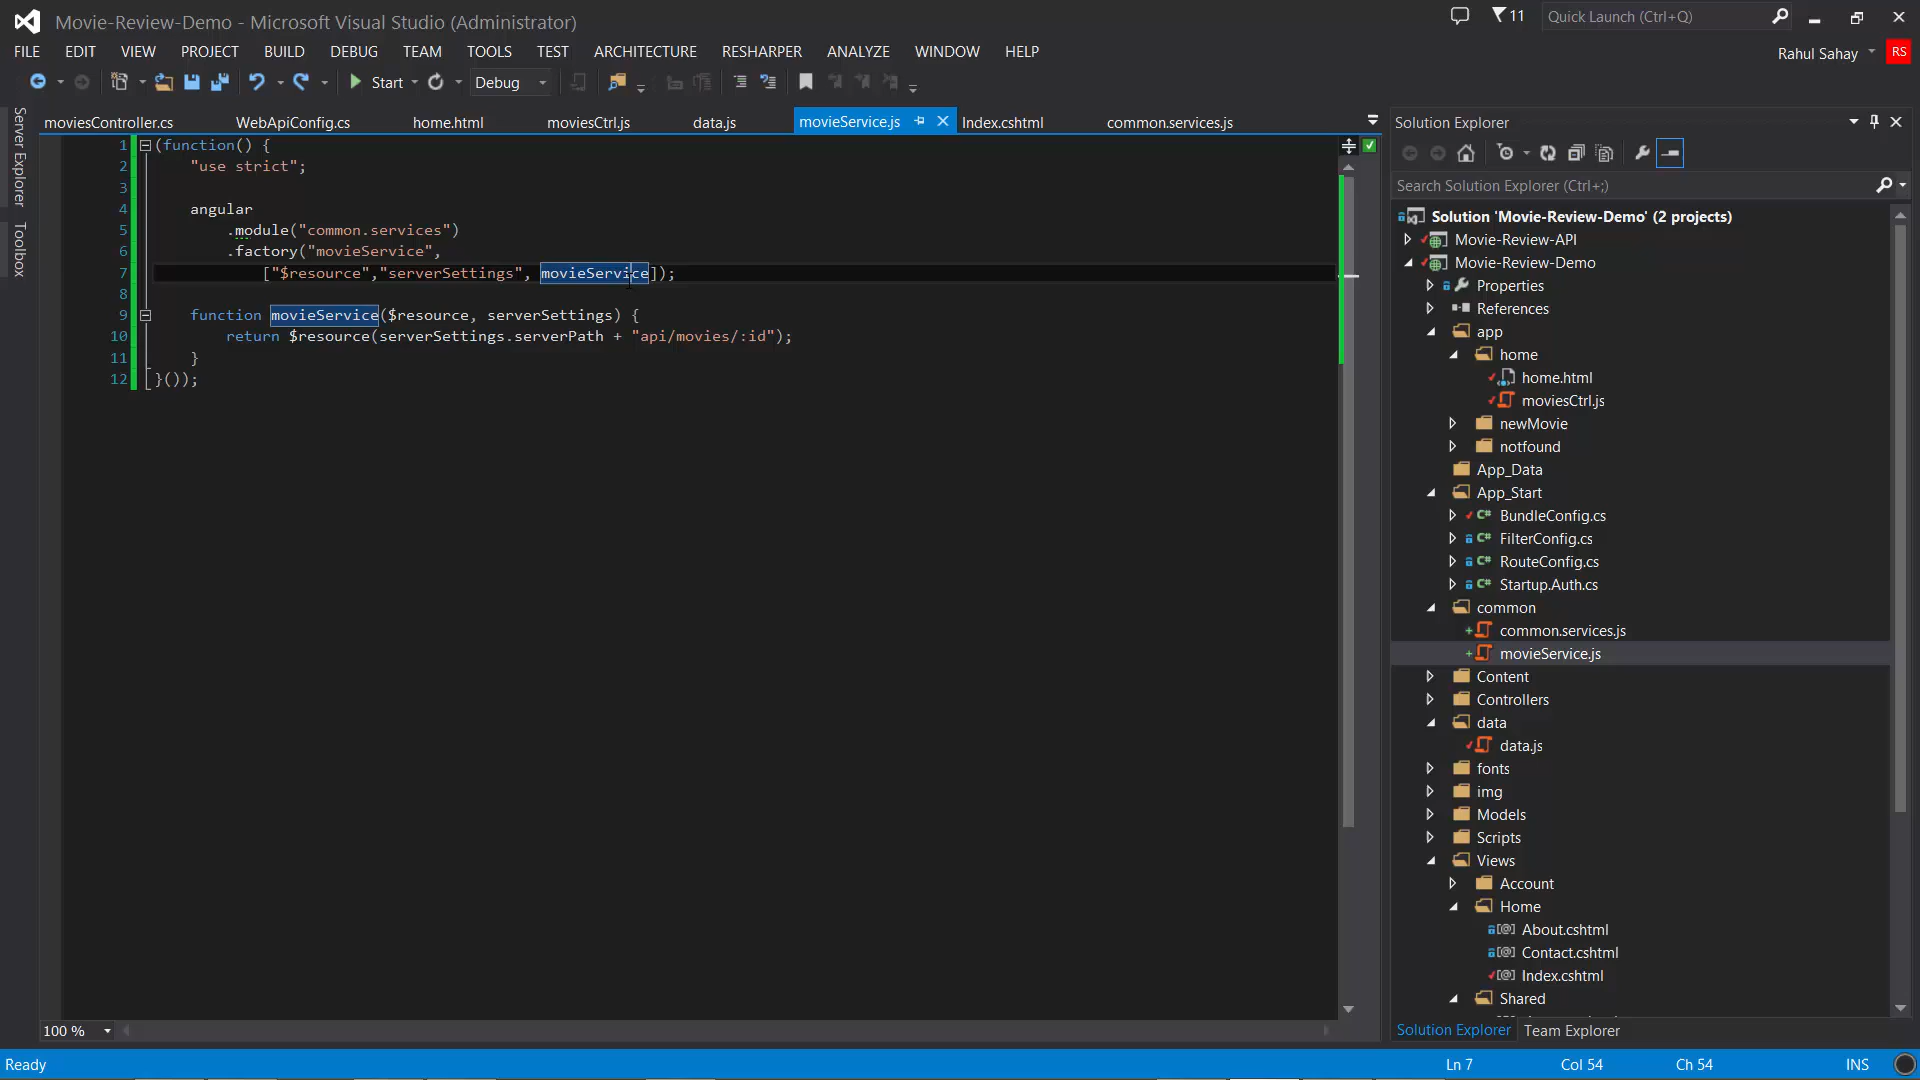 Movie-Review-Demo - Microsoft Visual Studio (Administrator)
11
Quick Launch (Ctrl+Q)
FILE EDIT VIEW PROJECT BUILD DEBUG TEAM TOOLS TEST ARCHITECTURE RESHARPER ANALYZE WINDOW HELP
Rahul Sahay RS
Start Debug
Server Explorer
Toolbox
moviesController.cs WebApiConfig.cs home.html moviesCtrl.js data.js movieService.js Index.cshtml common.services.js
1 (function() {
2 "use strict";
3
4 angular
5 .module("common.services")
6 .factory("movieService",
7 ["$resource","serverSettings", movieService]);
8
9 function movieService($resource, serverSettings) {
10 return $resource(serverSettings.serverPath + "api/movies/:id");
11 }
12 }());
100 %
Solution Explorer
Search Solution Explorer (Ctrl+;)
Solution 'Movie-Review-Demo' (2 projects)
Movie-Review-API
Movie-Review-Demo
Properties
References
app
home
home.html
moviesCtrl.js
newMovie
notfound
App_Data
App_Start
C# BundleConfig.cs
C# FilterConfig.cs
C# RouteConfig.cs
C# Startup.Auth.cs
common
common.services.js
movieService.js
Content
Controllers
data
data.js
fonts
img
Models
Scripts
Views
Account
Home
[@] About.cshtml
[@] Contact.cshtml
[@] Index.cshtml
Shared
Solution Explorer Team Explorer
Ready Ln 7 Col 54 Ch 54 INS